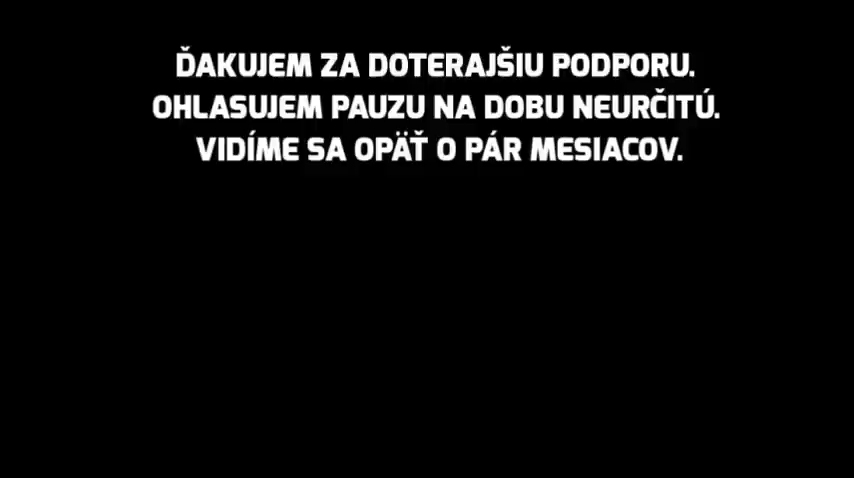 ĎAKUJEM ZA DOTERAJŠIU PODPORU.
OHLASUJEM PAUZU NA DOBU NEURČITÚ.
VIDÍME SA OPÄŤ O PÁR MESIACOV.